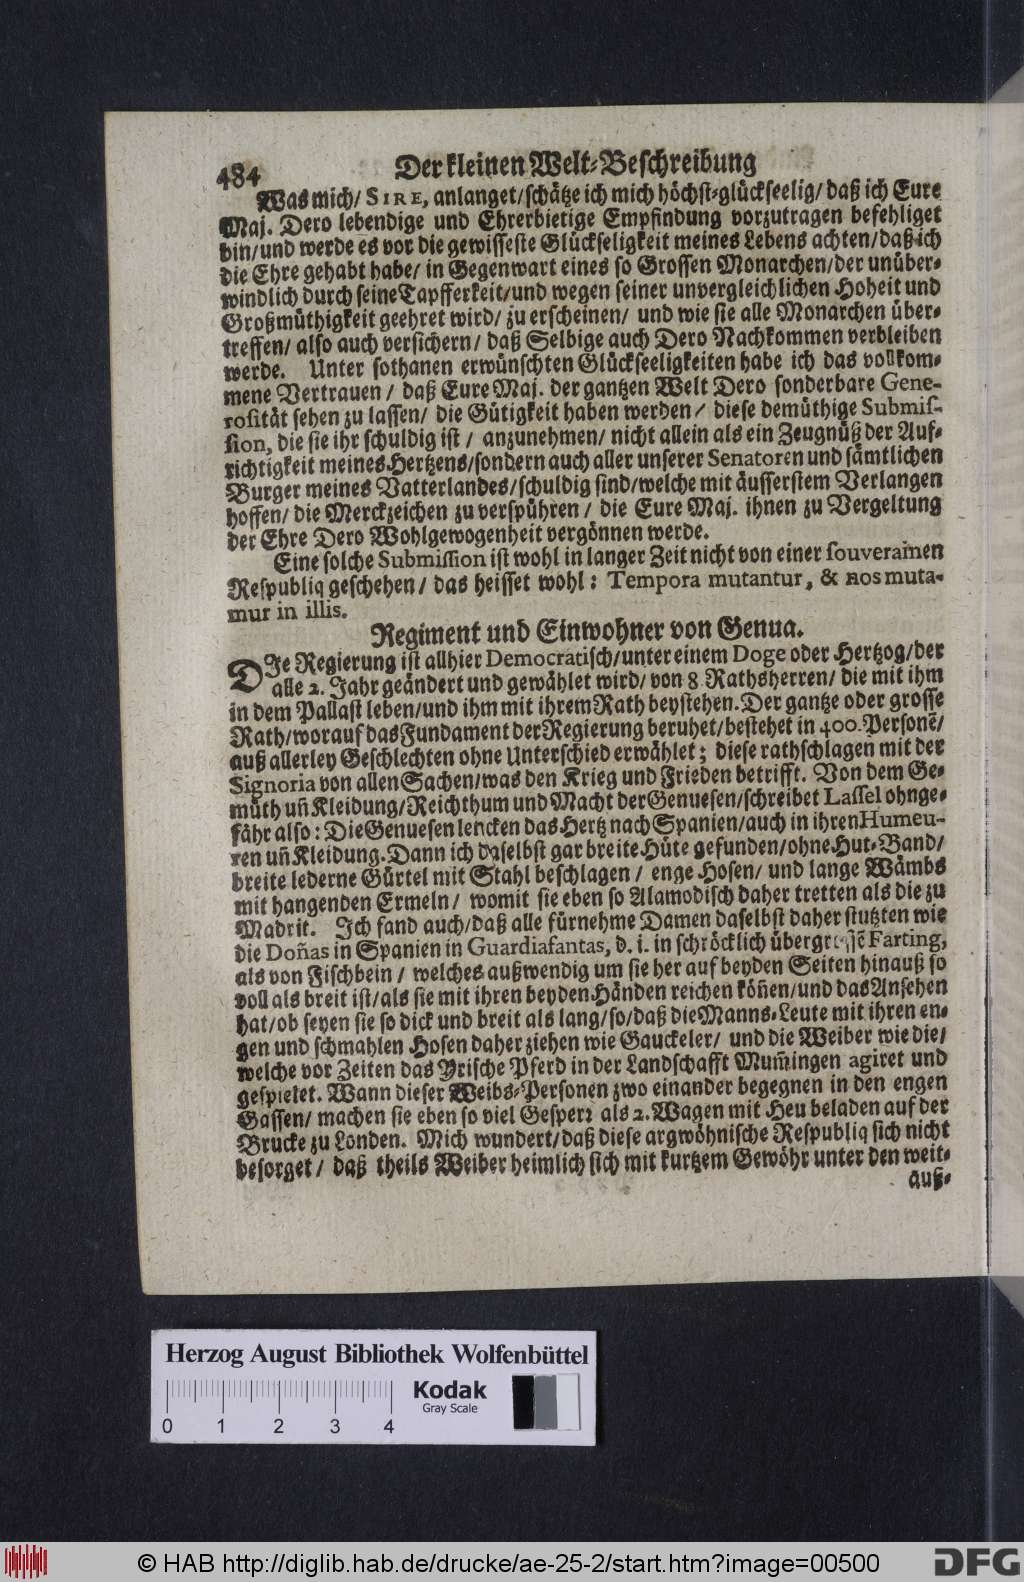 484
Der kleinen Welt-Beschreibung
Was mich/ SIRE, anlanget/ schätze ich mich höchst-glückseelig/ daß ich Eure
Maj. Dero lebendige und Ehrerbietige Empfindung vorzutragen befehliget
bin/ und werde es vor die gewisseste Glückseligkeit meines Lebens achten/ daß ich
die Ehre gehabt habe/ in Gegenwart eines so Grossen Monarchen/ der unüber-
windlich durch seine Tapfferkeit/ und wegen seiner unvergleichlichen Hoheit und
Großmüthigkeit geehret wird/ zu erscheinen/ und wie sie alle Monarchen über-
treffen/ also auch versichern/ daß Selbige auch Dero Nachkommen verbleiben
werde. Unter sothanen erwünschten Glückseeligkeiten habe ich das vollkom-
mene Vertrauen/ daß Eure Maj. der gantzen Welt Dero sonderbare Gene-
rosität sehen zu lassen/ die Gütigkeit haben werden/ diese demüthige Submis-
sion, die sie ihr schuldig ist/ anzunehmen/ nicht allein als ein Zeugnüß der Auf-
richtigkeit meines Hertzens/ sondern auch aller unserer Senatoren und sämtlichen
Burger meines Vatterlandes/ schuldig sind/ welche mit äusserstem Verlangen
hoffen/ die Merckzeichen zu verspühren/ die Eure Maj. ihnen zu Vergeltung
der Ehre Dero Wohlgewogenheit vergönnen werde.
Eine solche Submission ist wohl in langer Zeit nicht von einer souverainen
Respubliq geschehen/ das heisset wohl: Tempora mutantur, & nos muta-
mur in illis.
Regiment und Einwohner von Genua.
DIe Regierung ist allhier Democratisch/ unter einem Doge oder Hertzog/ der
alle 2. Jahr geändert und gewählet wird/ von 8 Rathsherren/ die mit ihm
in dem Pallast leben/ und ihm mit ihrem Rath beystehen. Der gantze oder grosse
Rath/ worauf das Fundament der Regierung beruhet/ bestehet in 400. Personẽ/
auß allerley Geschlechten ohne Unterschied erwählet; diese rathschlagen mit der
Signoria von allen Sachen/ was den Krieg und Frieden betrifft. Von dem Ge-
müth uñ Kleidung/ Reichthum und Macht der Genuesen/ schreibet Lassel ohnge-
fähr also: Die Genuesen lencken das Hertz nach Spanien/ auch in ihren Humeu-
ren uñ Kleidung. Dann ich daselbst gar breite Hüte gefunden/ ohne Hut-Band/
breite lederne Gürtel mit Stahl beschlagen/ enge Hosen/ und lange Wämbs
mit hangenden Ermeln/ womit sie eben so Alamodisch daher tretten als die zu
Madrit. Ich fand auch/ daß alle fürnehme Damen daselbst daher stutzten wie
die Doñas in Spanien in Guardiafantas, d. i. in schröcklich übergrossẽ Farting,
als von Fischbein/ welches außwendig um sie her auf beyden Seiten hinauß so
voll als breit ist/ als sie mit ihren beyden Händen reichen köñen/ und das Ansehen
hat/ ob seyen sie so dick und breit als lang/ so/ daß die Manns-Leute mit ihren en-
gen und schmahlen Hosen daher ziehen wie Gauckeler/ und die Weiber wie die/
welche vor Zeiten das Yrische Pferd in der Landschafft Mum̃ingen agiret und
gespielet. Wann dieser Weibs-Personen zwo einander begegnen in den engen
Gassen/ machen sie eben so viel Gesperr als 2. Wagen mit Heu beladen auf der
Brucke zu Londen. Mich wundert/ daß diese argwöhnische Respubliq sich nicht
besorget/ daß theils Weiber heimlich sich mit kurtzem Gewöhr unter den weit-
auß-
Herzog August Bibliothek Wolfenbüttel
Kodak
Gray Scale
0 1 2 3 4
© HAB http://diglib.hab.de/drucke/ae-25-2/start.htm?image=00500
DFG